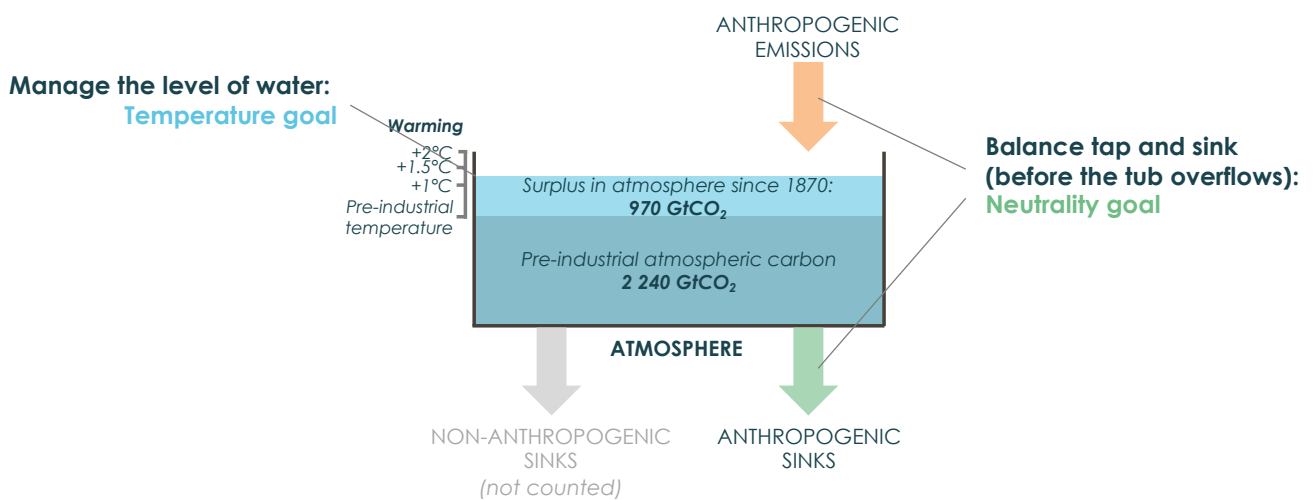 ANTHROPOGENIC
EMISSIONS
Manage the level of water:
Temperature goal
Warming
+2°C
+1.5°C
+1°C
Pre-industrial
temperature
Surplus in atmosphere since 1870:
970 GtCO₂
Pre-industrial atmospheric carbon
2 240 GtCO₂
Balance tap and sink
(before the tub overflows):
Neutrality goal
ATMOSPHERE
NON-ANTHROPOGENIC
SINKS
(not counted)
ANTHROPOGENIC
SINKS